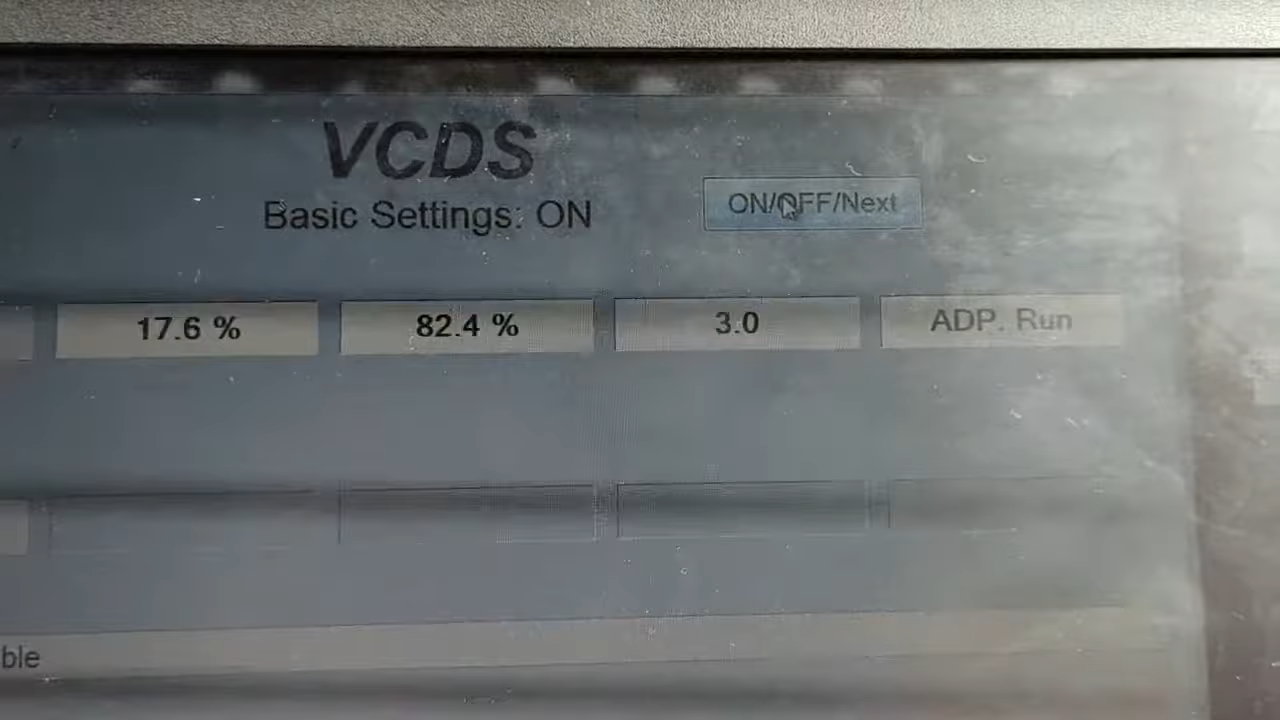 VCDS
Basic Settings: ON
ON/OFF/Next
17.6 % 82.4 % 3.0 ADP. Run
ble